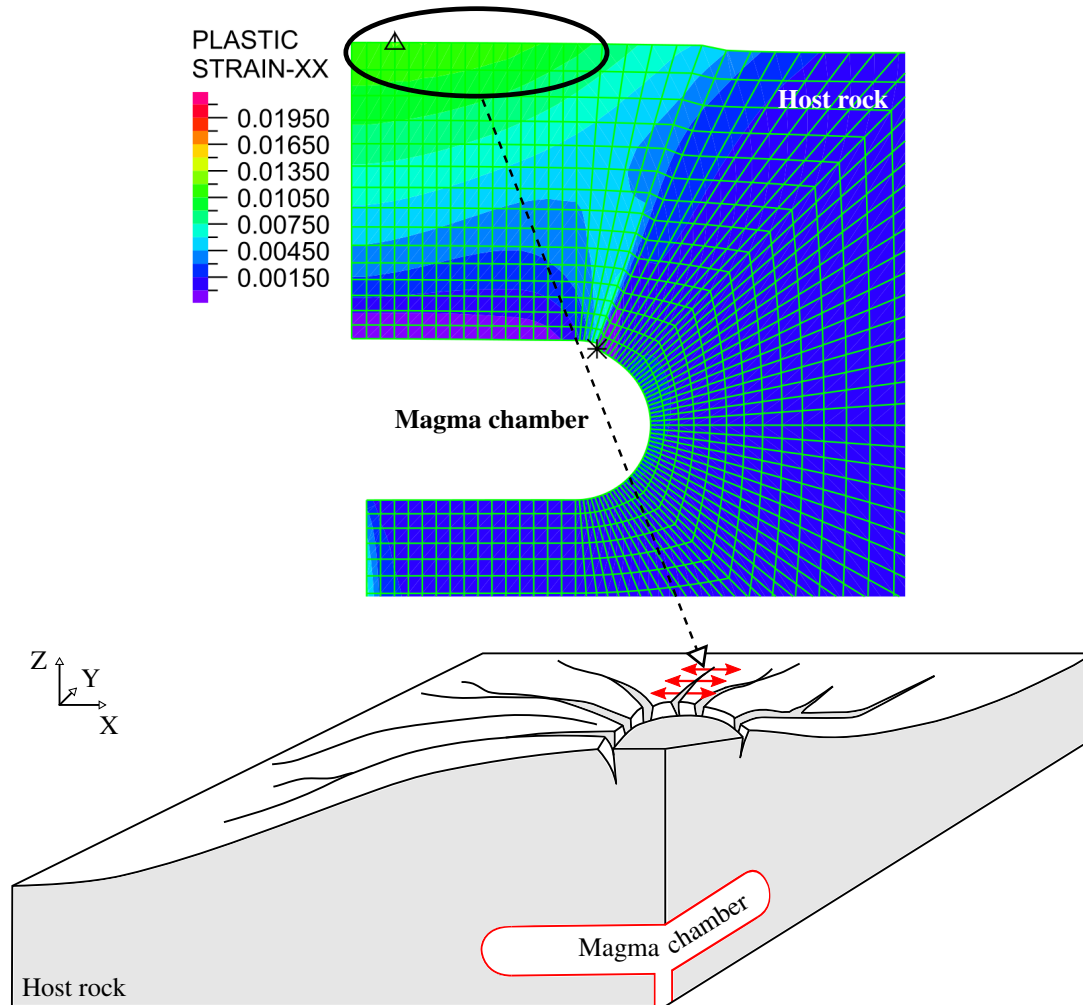 PLASTIC
STRAIN-XX
0.01950
0.01650
0.01350
0.01050
0.00750
0.00450
0.00150
Host rock
Magma chamber
Z
Y
X
Magma chamber
Host rock